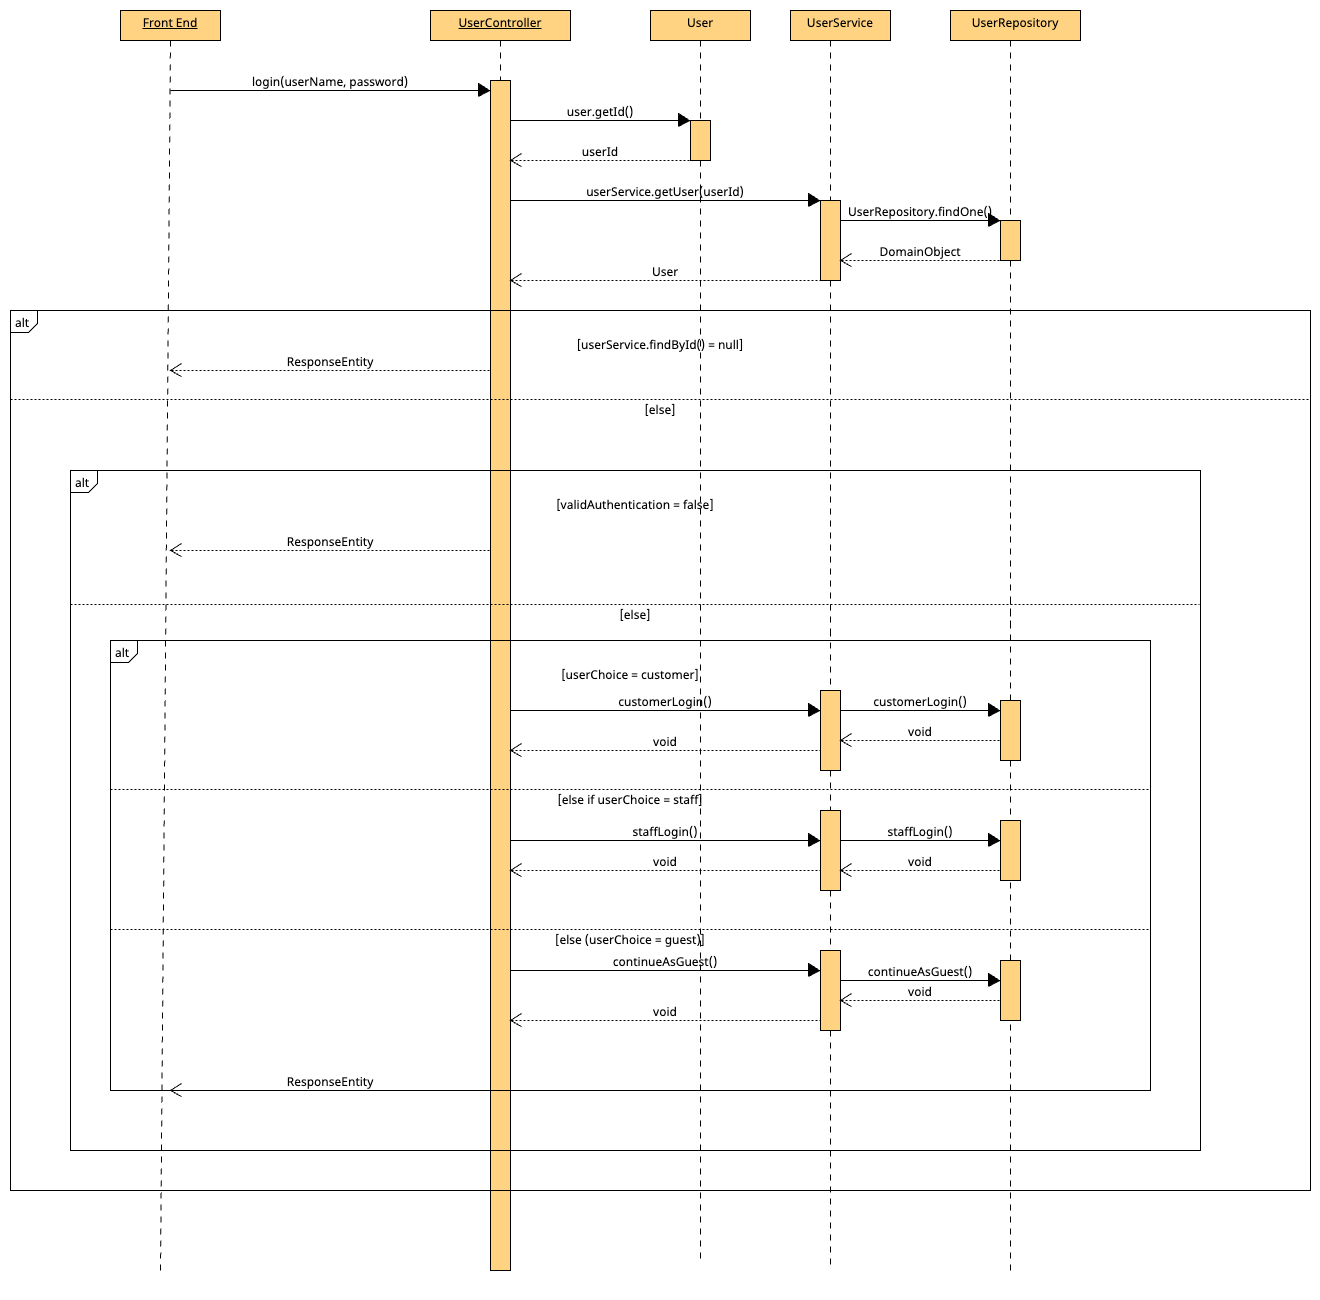 Front End
UserController
User
UserService
UserRepository
login(userName, password)
user.getId()
userId
userService.getUser(userId)
UserRepository.findOne()
DomainObject
User
alt
[userService.findById() = null]
ResponseEntity
[else]
alt
[validAuthentication = false]
ResponseEntity
[else]
alt
[userChoice = customer]
customerLogin()
customerLogin()
void
void
[else if userChoice = staff]
staffLogin()
staffLogin()
void
void
[else (userChoice = guest)]
continueAsGuest()
continueAsGuest()
void
void
ResponseEntity